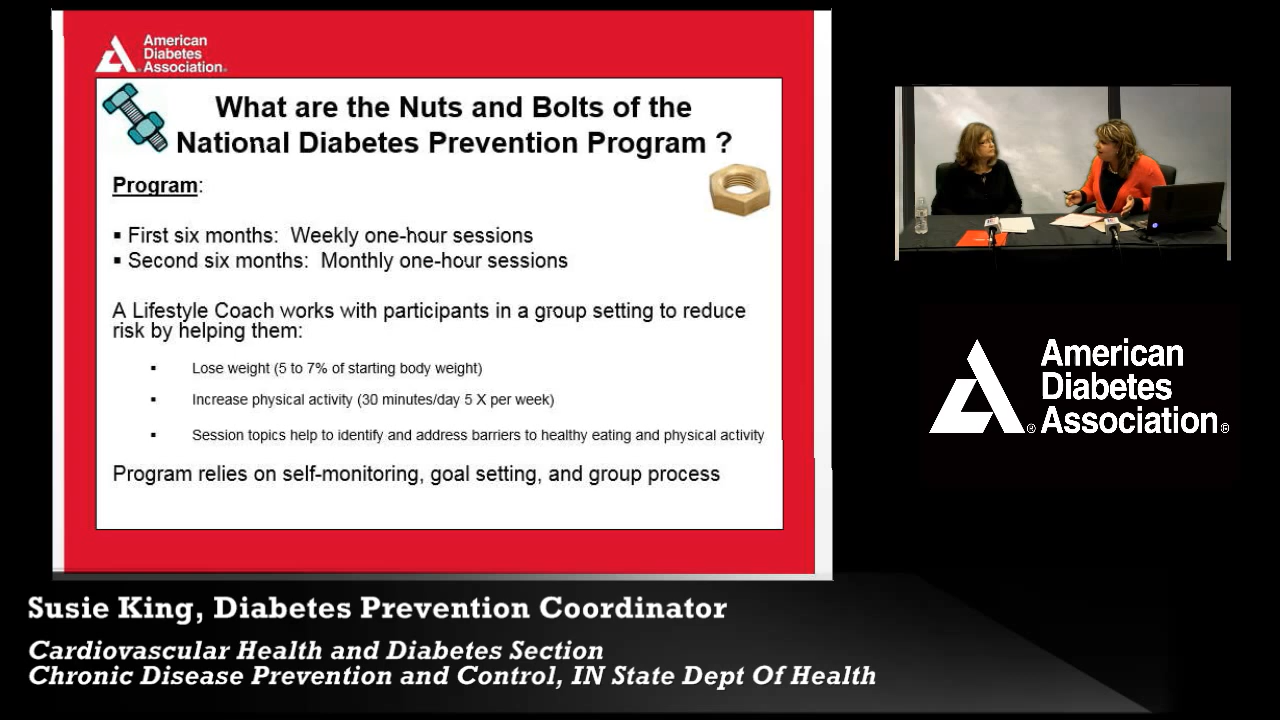 American
Diabetes
Association®
What are the Nuts and Bolts of the
National Diabetes Prevention Program ?
Program:
▪ First six months: Weekly one-hour sessions
▪ Second six months: Monthly one-hour sessions
A Lifestyle Coach works with participants in a group setting to reduce
risk by helping them:
▪ Lose weight (5 to 7% of starting body weight)
▪ Increase physical activity (30 minutes/day 5 X per week)
▪ Session topics help to identify and address barriers to healthy eating and physical activity
Program relies on self-monitoring, goal setting, and group process
American
Diabetes
Association®
Susie King, Diabetes Prevention Coordinator
Cardiovascular Health and Diabetes Section
Chronic Disease Prevention and Control, IN State Dept Of Health